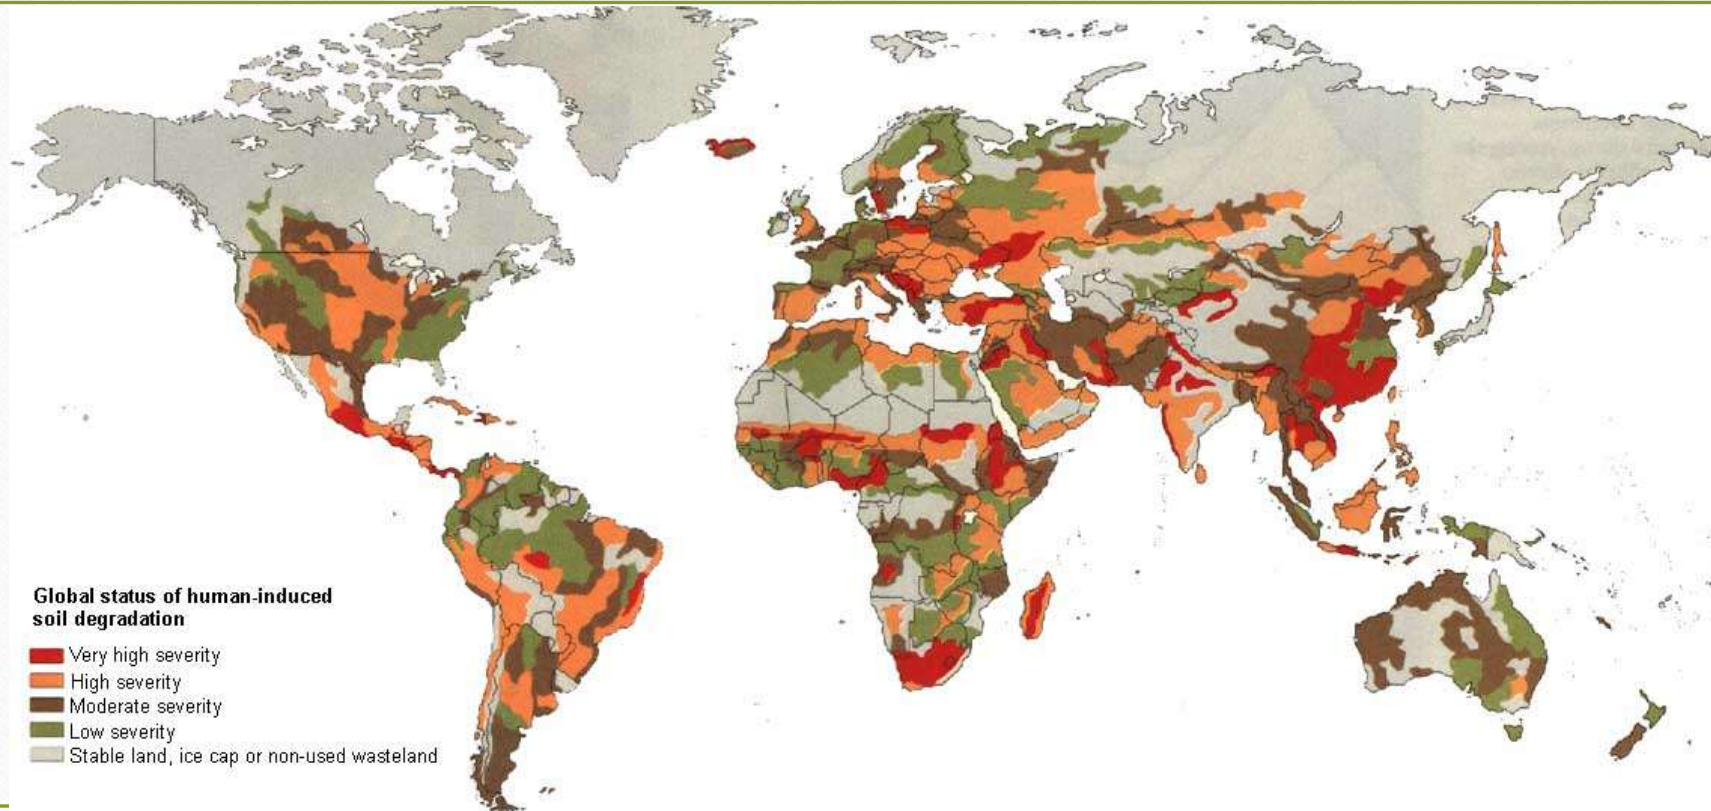 Global status of human-induced
soil degradation
Very high severity
High severity
Moderate severity
Low severity
Stable land, ice cap or non-used wasteland